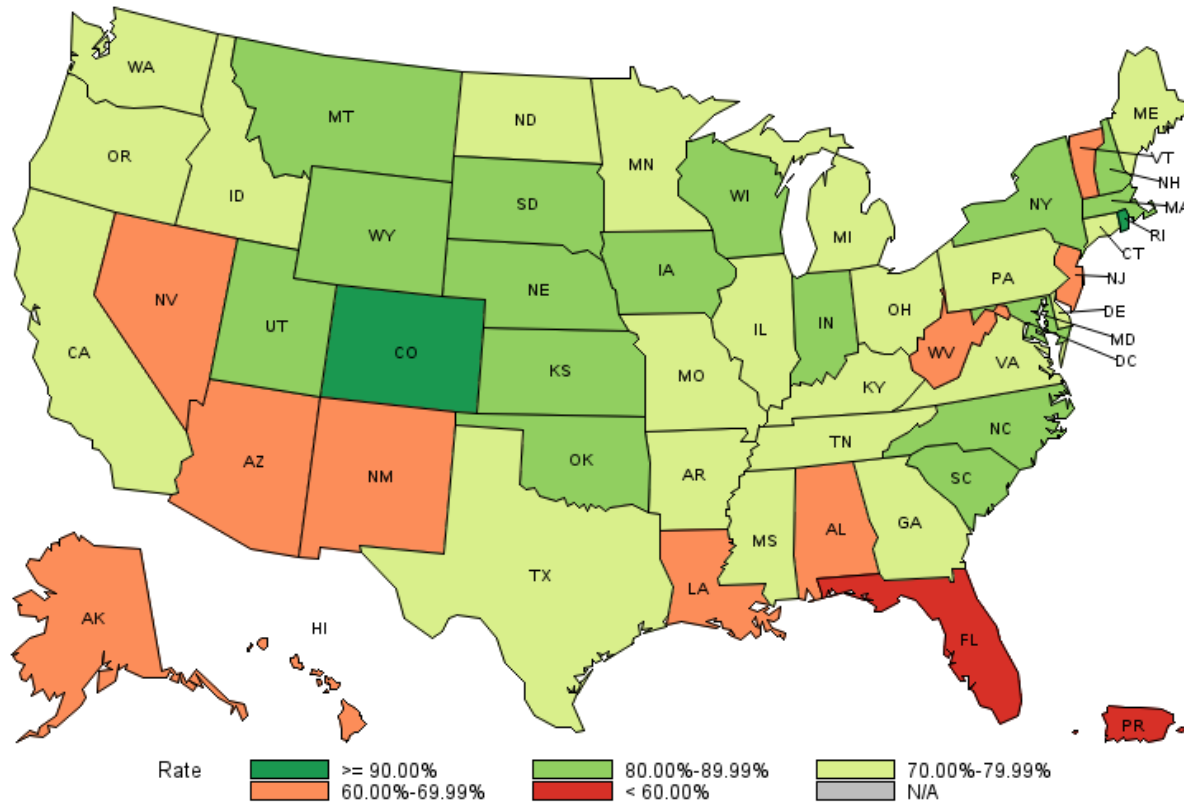 WA
ME
MT
ND
VT
OR
MN
NH
ID
SD
WI
NY
MA
WY
MI
RI
CT
IA
PA
NJ
NE
NV
OH
DE
UT
IL
IN
MD
CA
CO
WV
DC
KS
MO
VA
KY
NC
TN
OK
AZ
NM
AR
SC
GA
MS
AL
TX
LA
AK
HI
FL
PR
Rate
>= 90.00% 80.00%-89.99% 70.00%-79.99%
60.00%-69.99% < 60.00% N/A